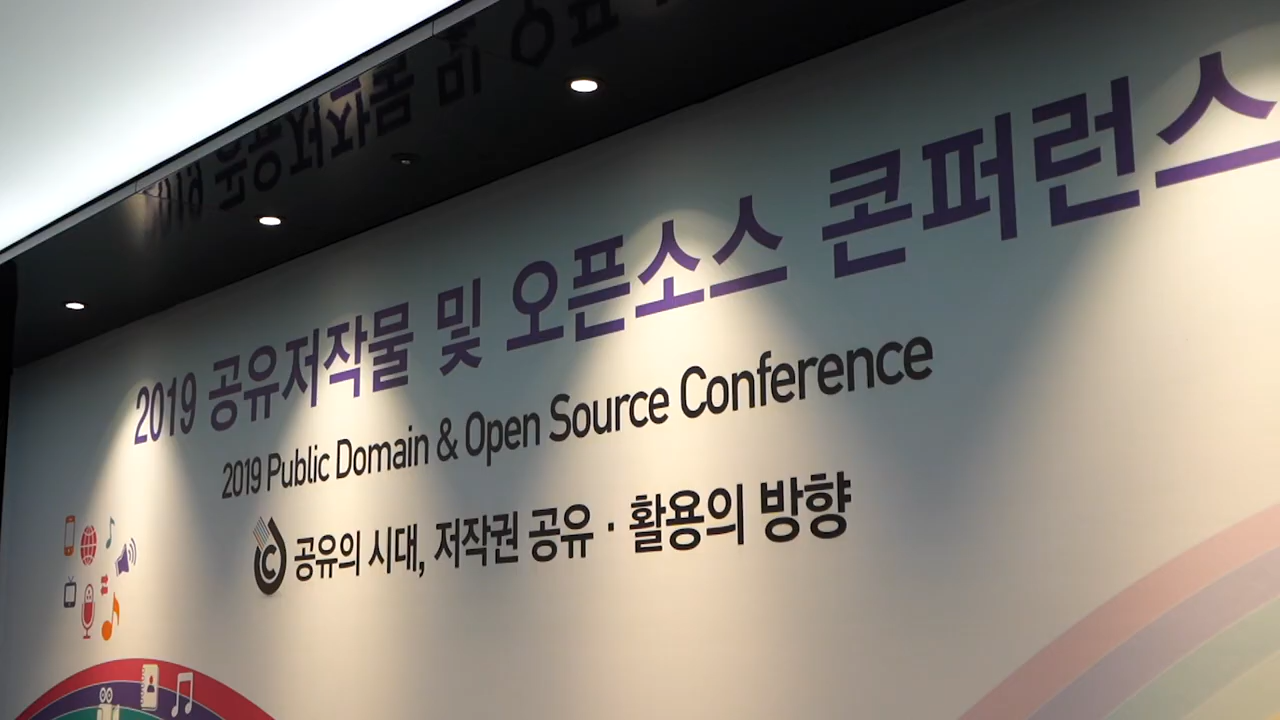 2019 공유저작물 및 오픈소스 콘퍼런스
2019 Public Domain & Open Source Conference
공유의 시대, 저작권 공유 · 활용의 방향